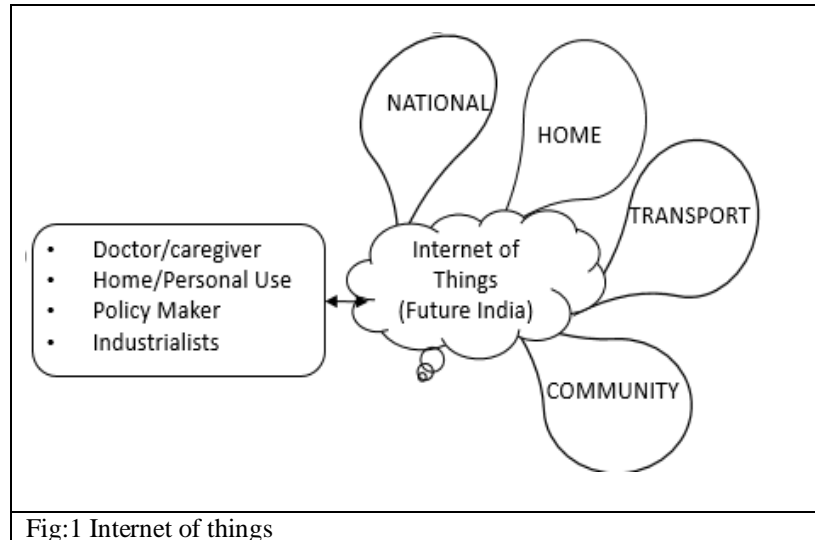 NATIONAL
HOME
TRANSPORT
COMMUNITY
Internet of
Things
(Future India)
• Doctor/caregiver
• Home/Personal Use
• Policy Maker
• Industrialists
Fig:1 Internet of things